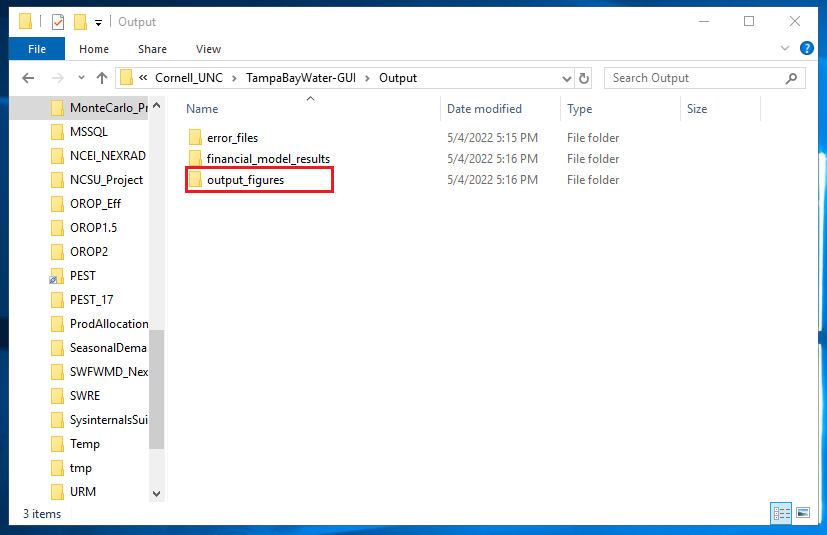 Output
File Home Share View
« Cornell_UNC > TampaBayWater-GUI > Output
Search Output
Name Date modified Type Size
error_files 5/4/2022 5:15 PM File folder
financial_model_results 5/4/2022 5:16 PM File folder
output_figures 5/4/2022 5:16 PM File folder
MonteCarlo_Pr
MSSQL
NCEI_NEXRAD
NCSU_Project
OROP_Eff
OROP1.5
OROP2
PEST
PEST_17
ProdAllocation
SeasonalDema
SWFWMD_Nex
SWRE
SysinternalsSui
Temp
tmp
URM
3 items